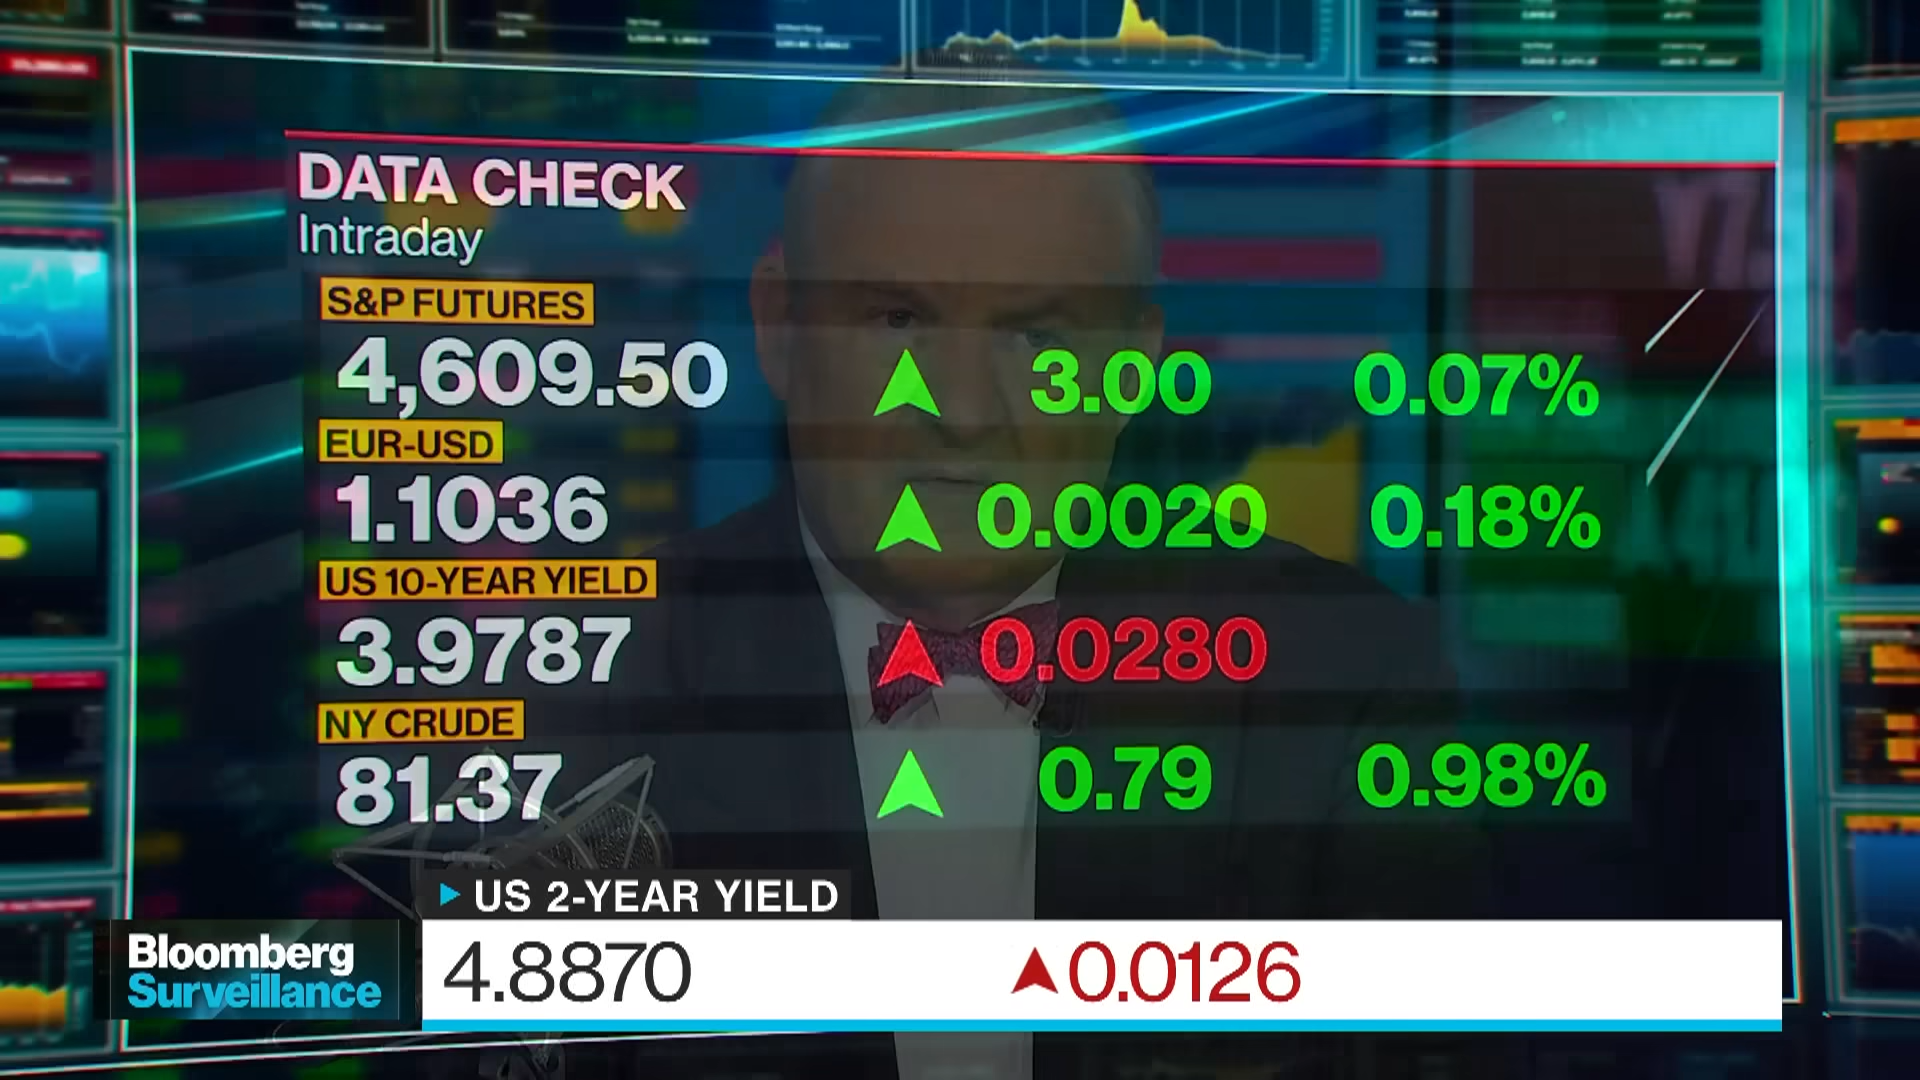 DATA CHECK
Intraday
S&P FUTURES
4,609.50 3.00 0.07%
EUR-USD
1.1036 0.0020 0.18%
US 10-YEAR YIELD
3.9787 0.0280
NY CRUDE
81.37 0.79 0.98%
US 2-YEAR YIELD
Bloomberg
Surveillance
4.8870 0.0126